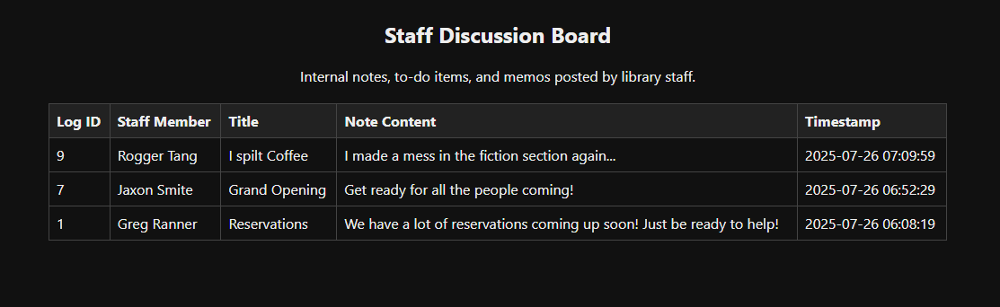 Staff Discussion Board
Internal notes, to-do items, and memos posted by library staff.
Log ID Staff Member Title Note Content Timestamp
9 Rogger Tang I spilt Coffee I made a mess in the fiction section again... 2025-07-26 07:09:59
7 Jaxon Smite Grand Opening Get ready for all the people coming! 2025-07-26 06:52:29
1 Greg Ranner Reservations We have a lot of reservations coming up soon! Just be ready to help! 2025-07-26 06:08:19